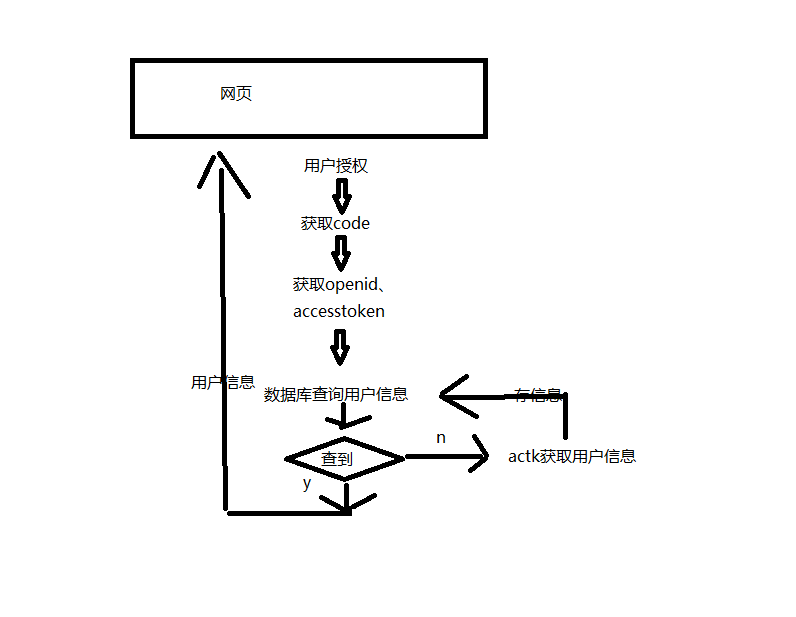 网页
用户授权
获取code
获取openid、
accesstoken
用户信息
数据库查询用户信息
存信息
n
查到
actk获取用户信息
y